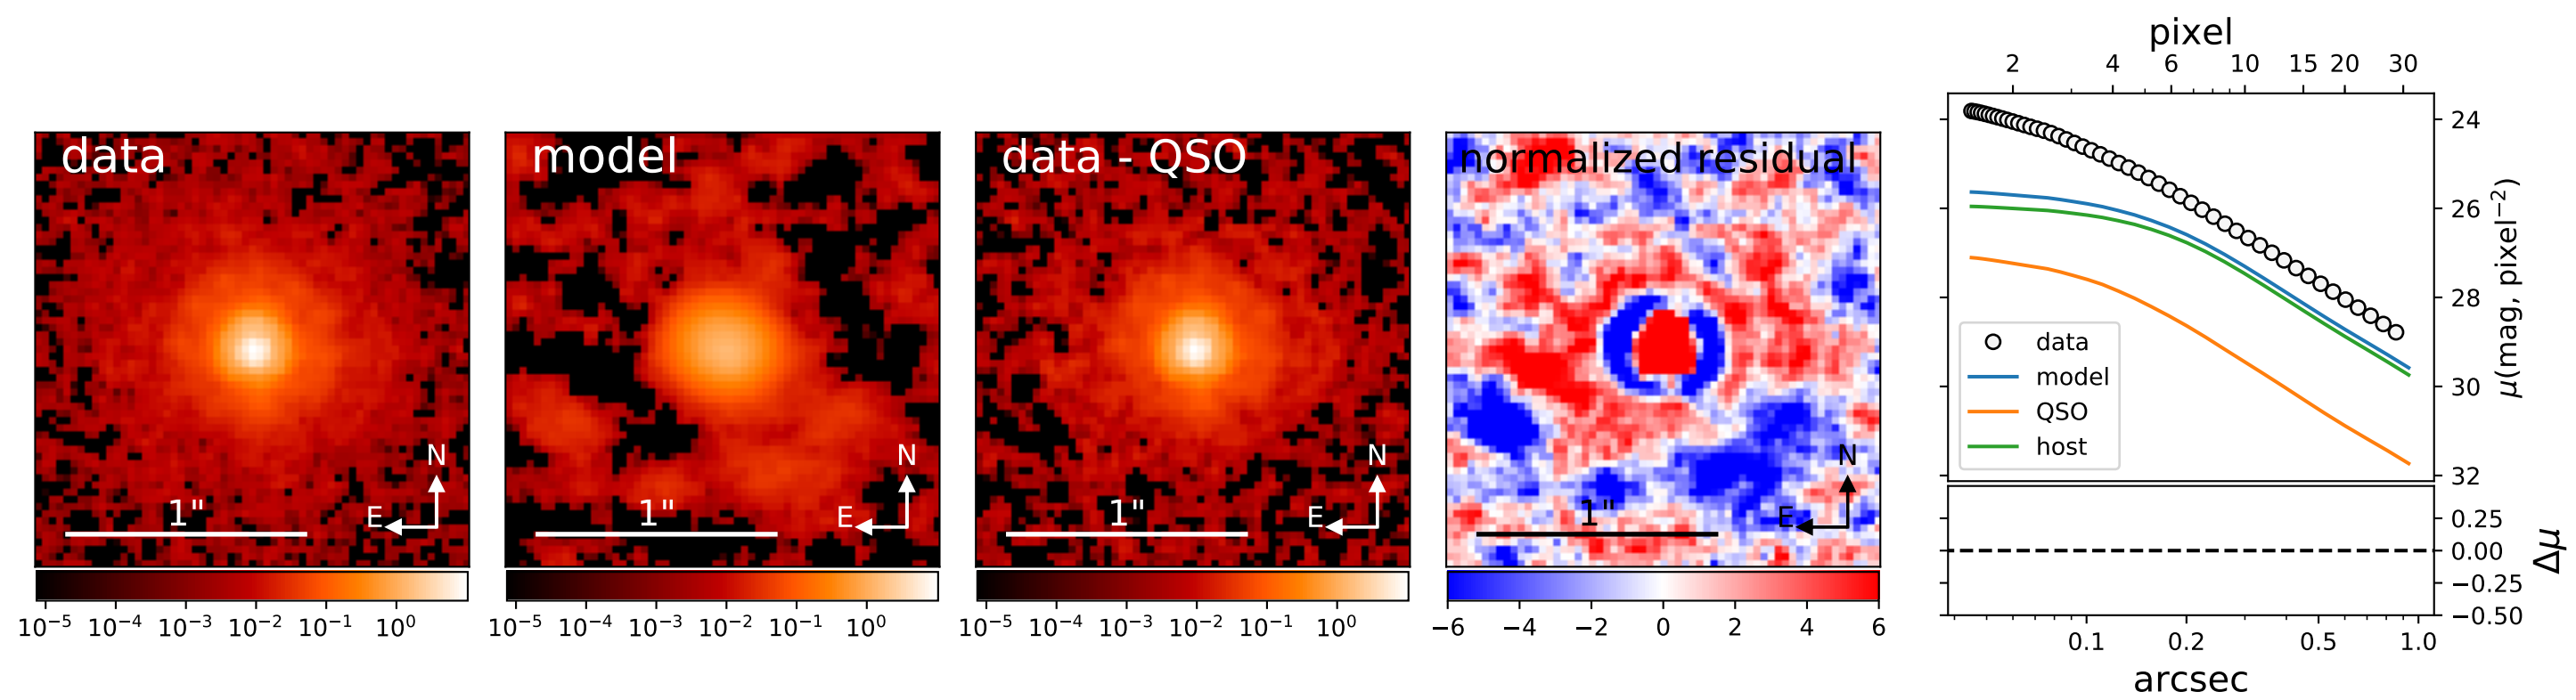 data
model
data - QSO
normalized residual
1"
N
E
1"
N
E
1"
N
E
1"
N
E
10⁻⁵ 10⁻⁴ 10⁻³ 10⁻² 10⁻¹ 10⁰
10⁻⁵ 10⁻⁴ 10⁻³ 10⁻² 10⁻¹ 10⁰
10⁻⁵ 10⁻⁴ 10⁻³ 10⁻² 10⁻¹ 10⁰
−6 −4 −2 0 2 4 6
pixel
2 4 6 10 15 20 30
24
26
28
30
32
μ(mag, pixel⁻²)
data
model
QSO
host
0.25
0.00
−0.25
−0.50
Δμ
0.1 0.2 0.5 1.0
arcsec